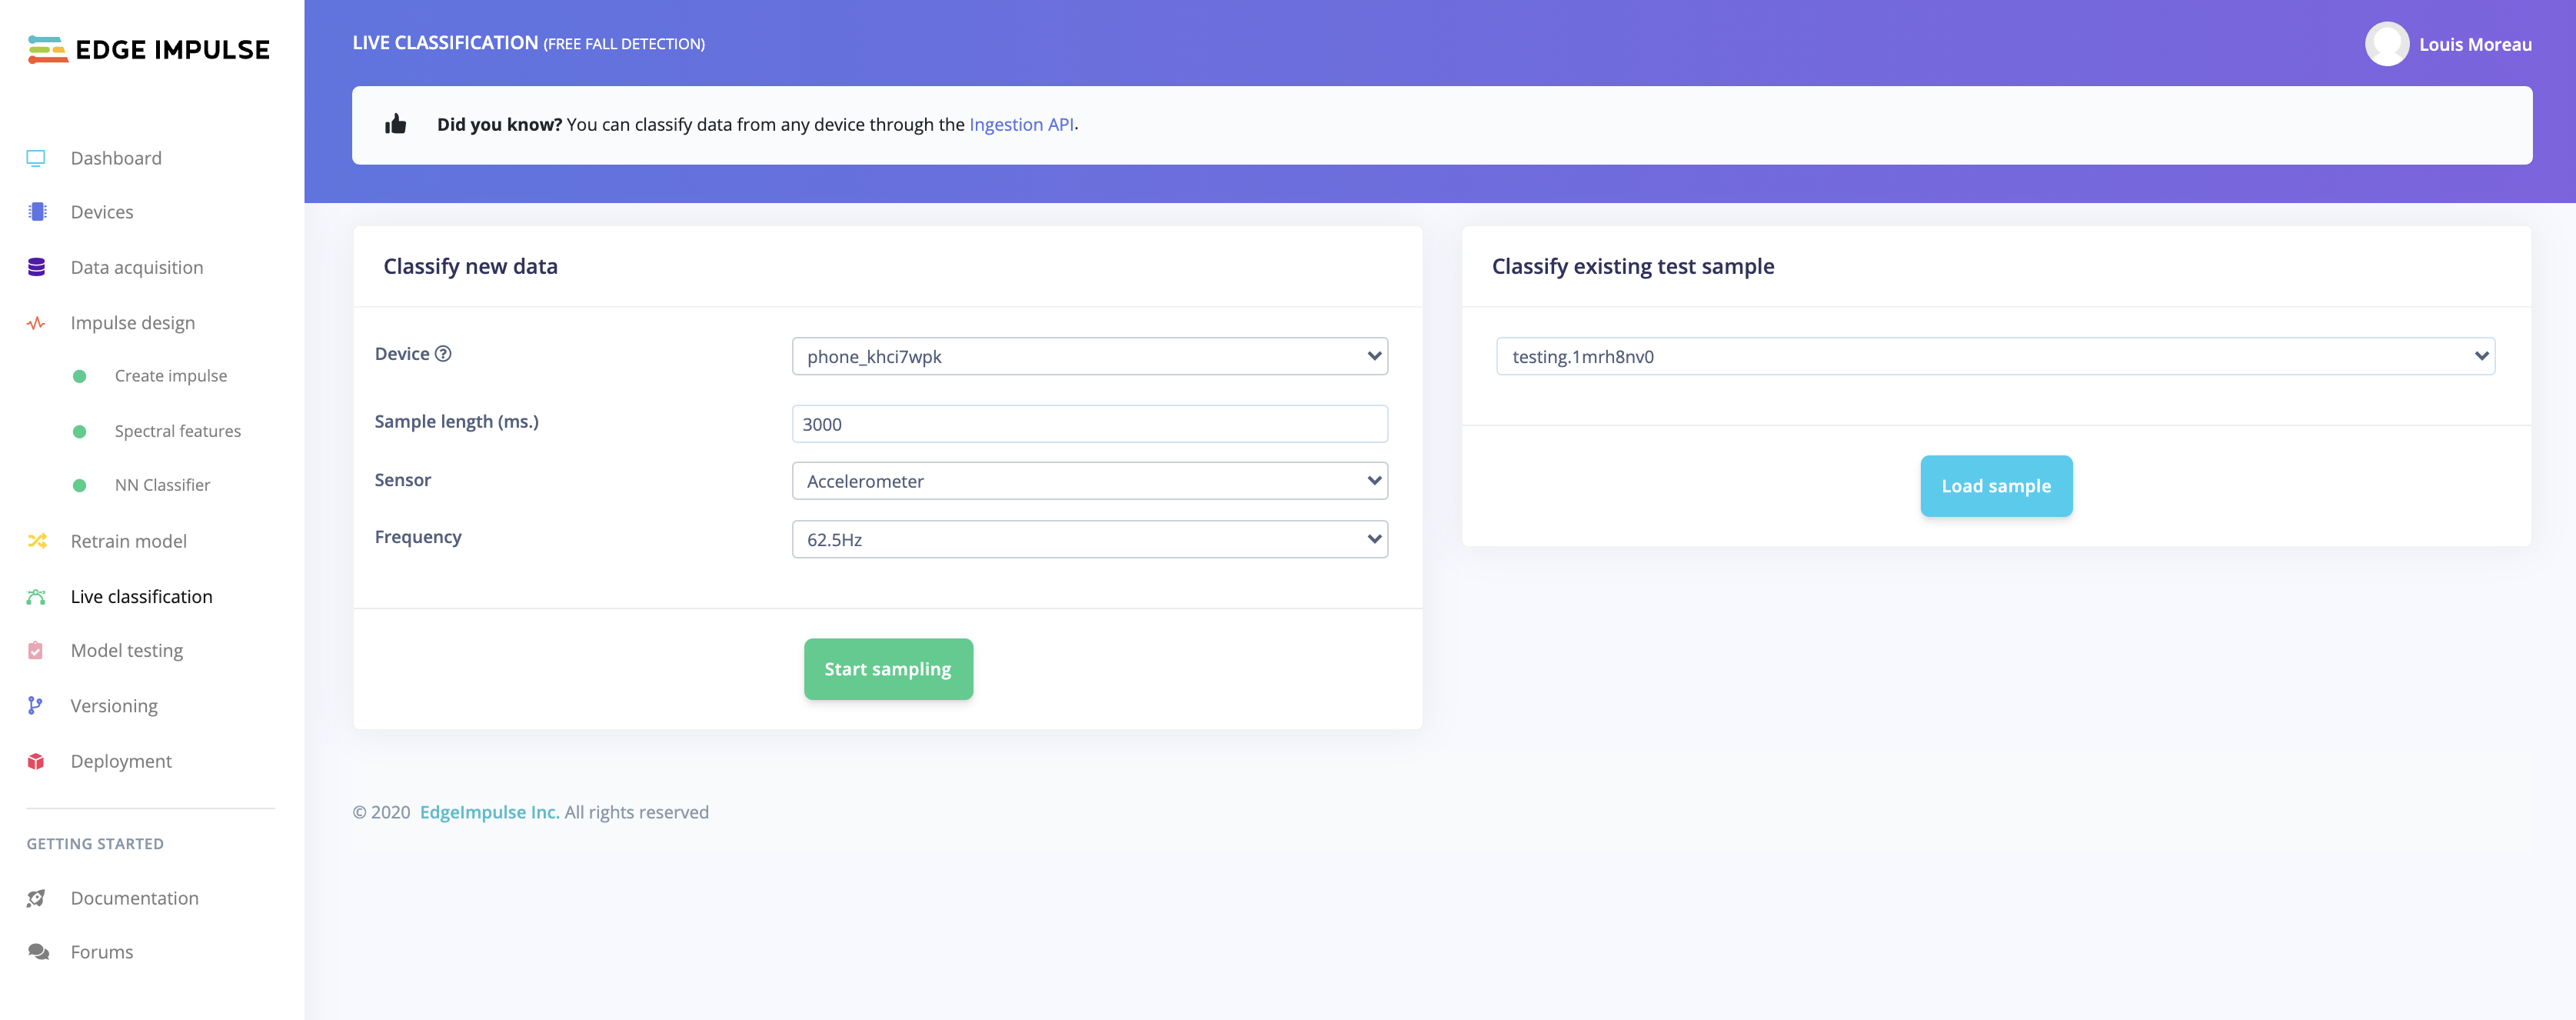 EDGE IMPULSE
Dashboard
Devices
Data acquisition
Impulse design
Create impulse
Spectral features
NN Classifier
Retrain model
Live classification
Model testing
Versioning
Deployment
GETTING STARTED
Documentation
Forums
LIVE CLASSIFICATION (FREE FALL DETECTION)
Louis Moreau
Did you know? You can classify data from any device through the Ingestion API.
Classify new data
Device ?
phone_khci7wpk
Sample length (ms.)
3000
Sensor
Accelerometer
Frequency
62.5Hz
Start sampling
Classify existing test sample
testing.1mrh8nv0
Load sample
© 2020 EdgeImpulse Inc. All rights reserved